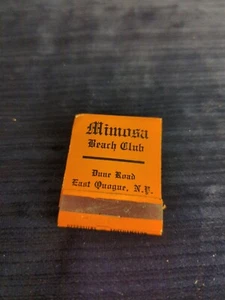 Mimosa
Beach Club
Dune Road
East Quogue, N.Y.